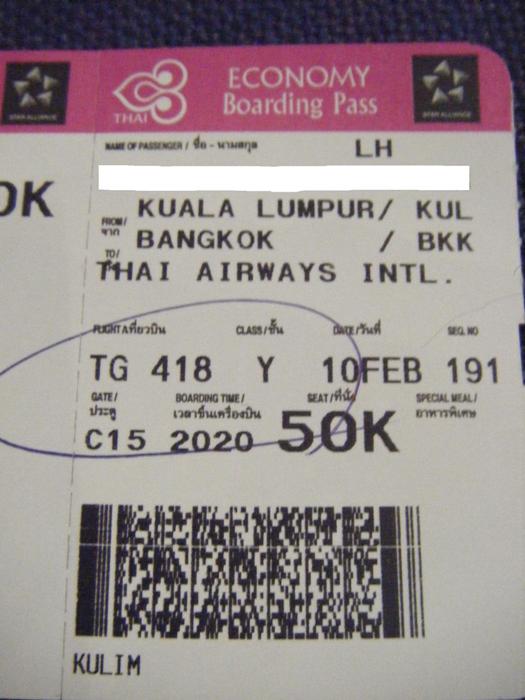 ECONOMY
Boarding Pass
THAI
STAR ALLIANCE
STAR ALLIANCE
NAME OF PASSENGER / ชื่อ - นามสกุล
LH
0K
FROM/
จาก
KUALA LUMPUR/ KUL
TO/
BANGKOK / BKK
THAI AIRWAYS INTL.
FLIGHT/เที่ยวบิน CLASS/ชั้น DATE/วันที่ SEQ. NO
TG 418 Y 10FEB 191
GATE/ BOARDING TIME/ SEAT/ที่นั่ง SPECIAL MEAL/
ประตู เวลาขึ้นเครื่องบิน อาหารพิเศษ
C15 2020 50K
KULIM